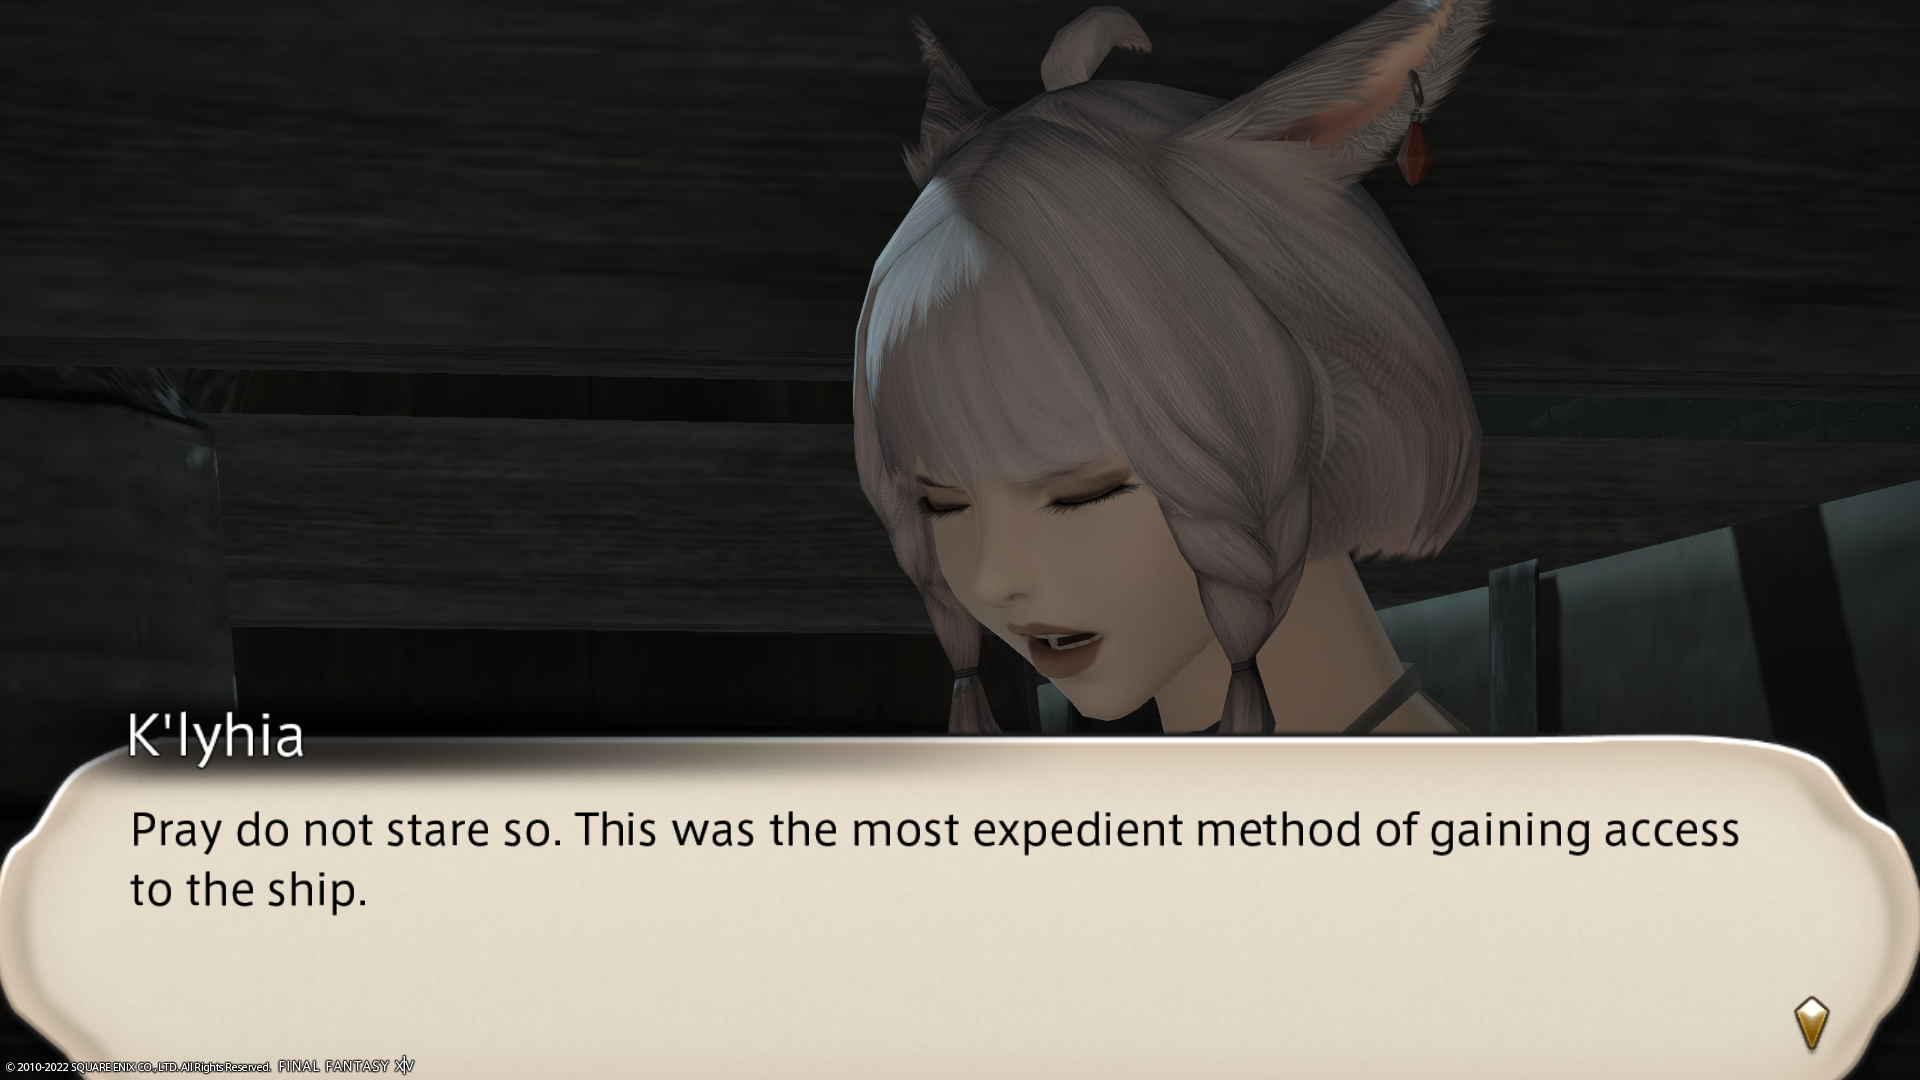 K'lyhia
Pray do not stare so. This was the most expedient method of gaining access
to the ship.
© 2010-2022 SQUARE ENIX CO., LTD. All Rights Reserved. FINAL FANTASY XIV